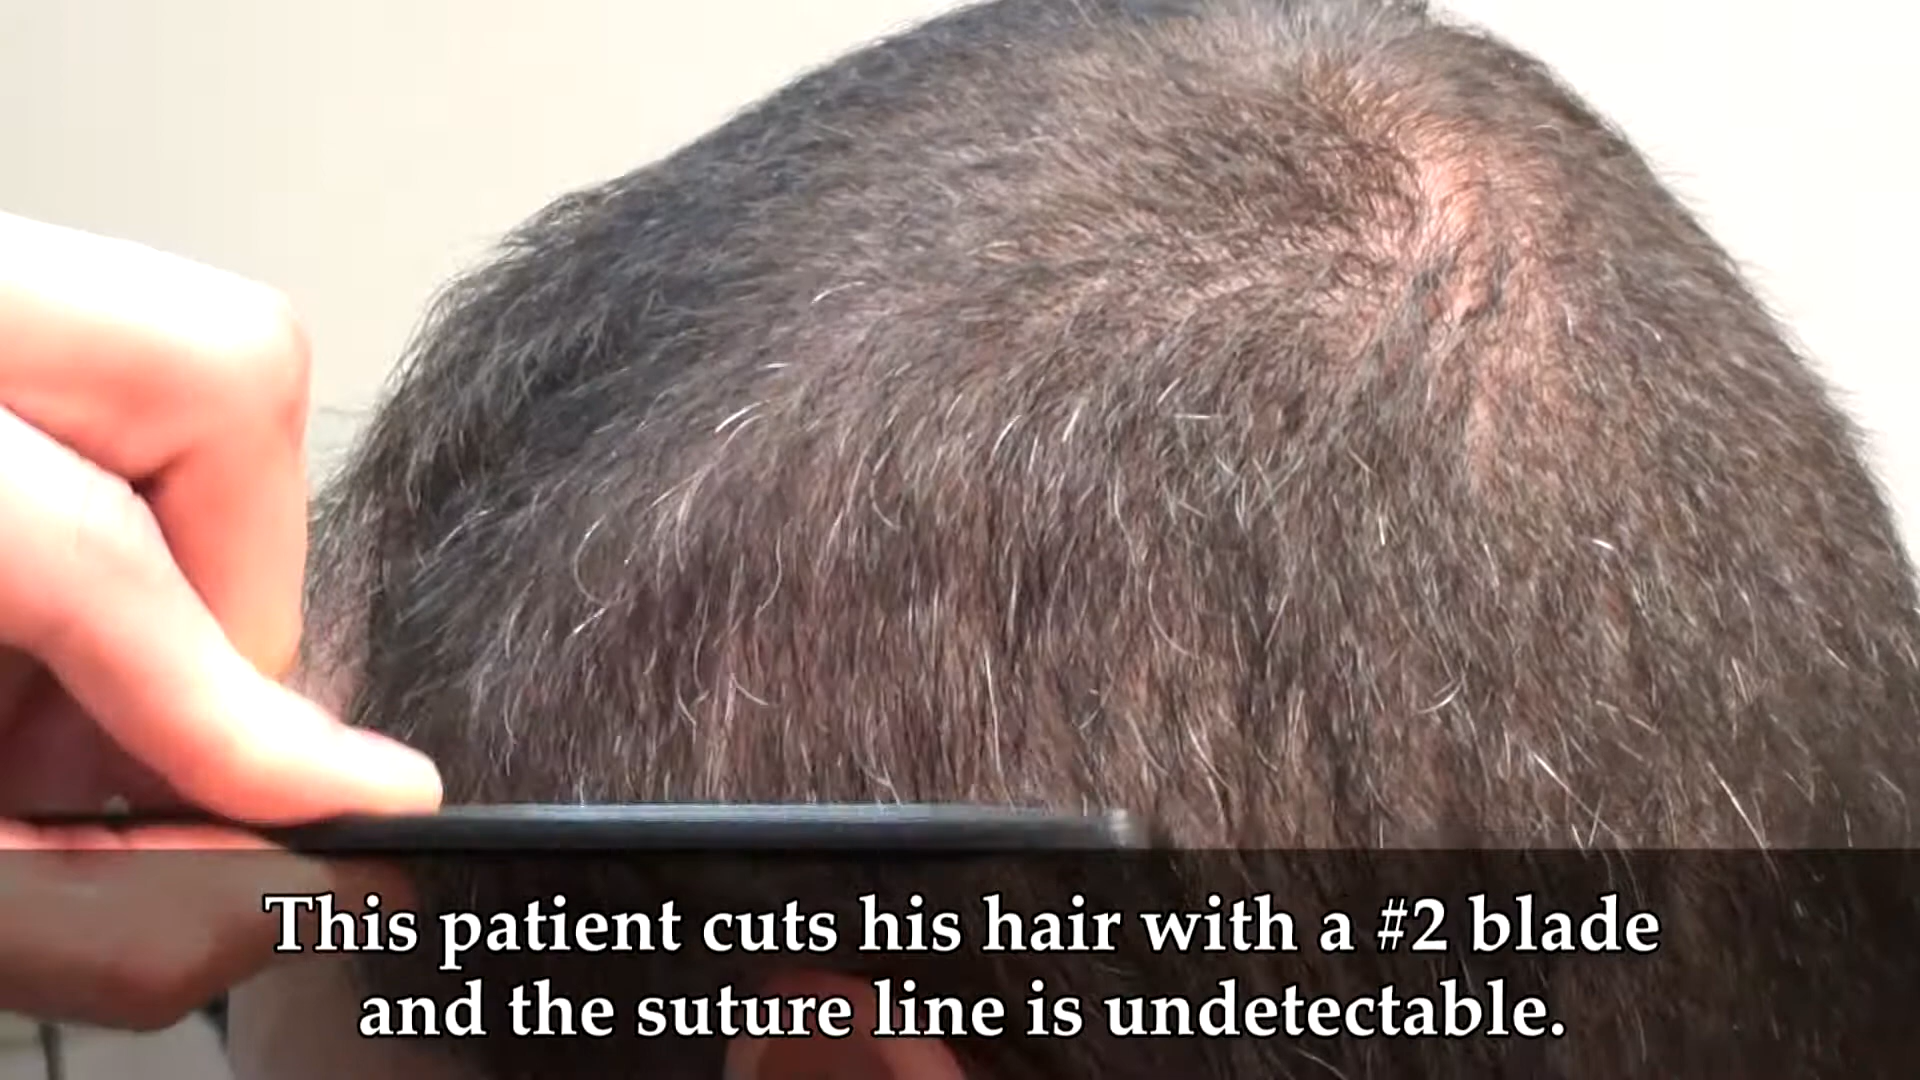 This patient cuts his hair with a #2 blade
and the suture line is undetectable.